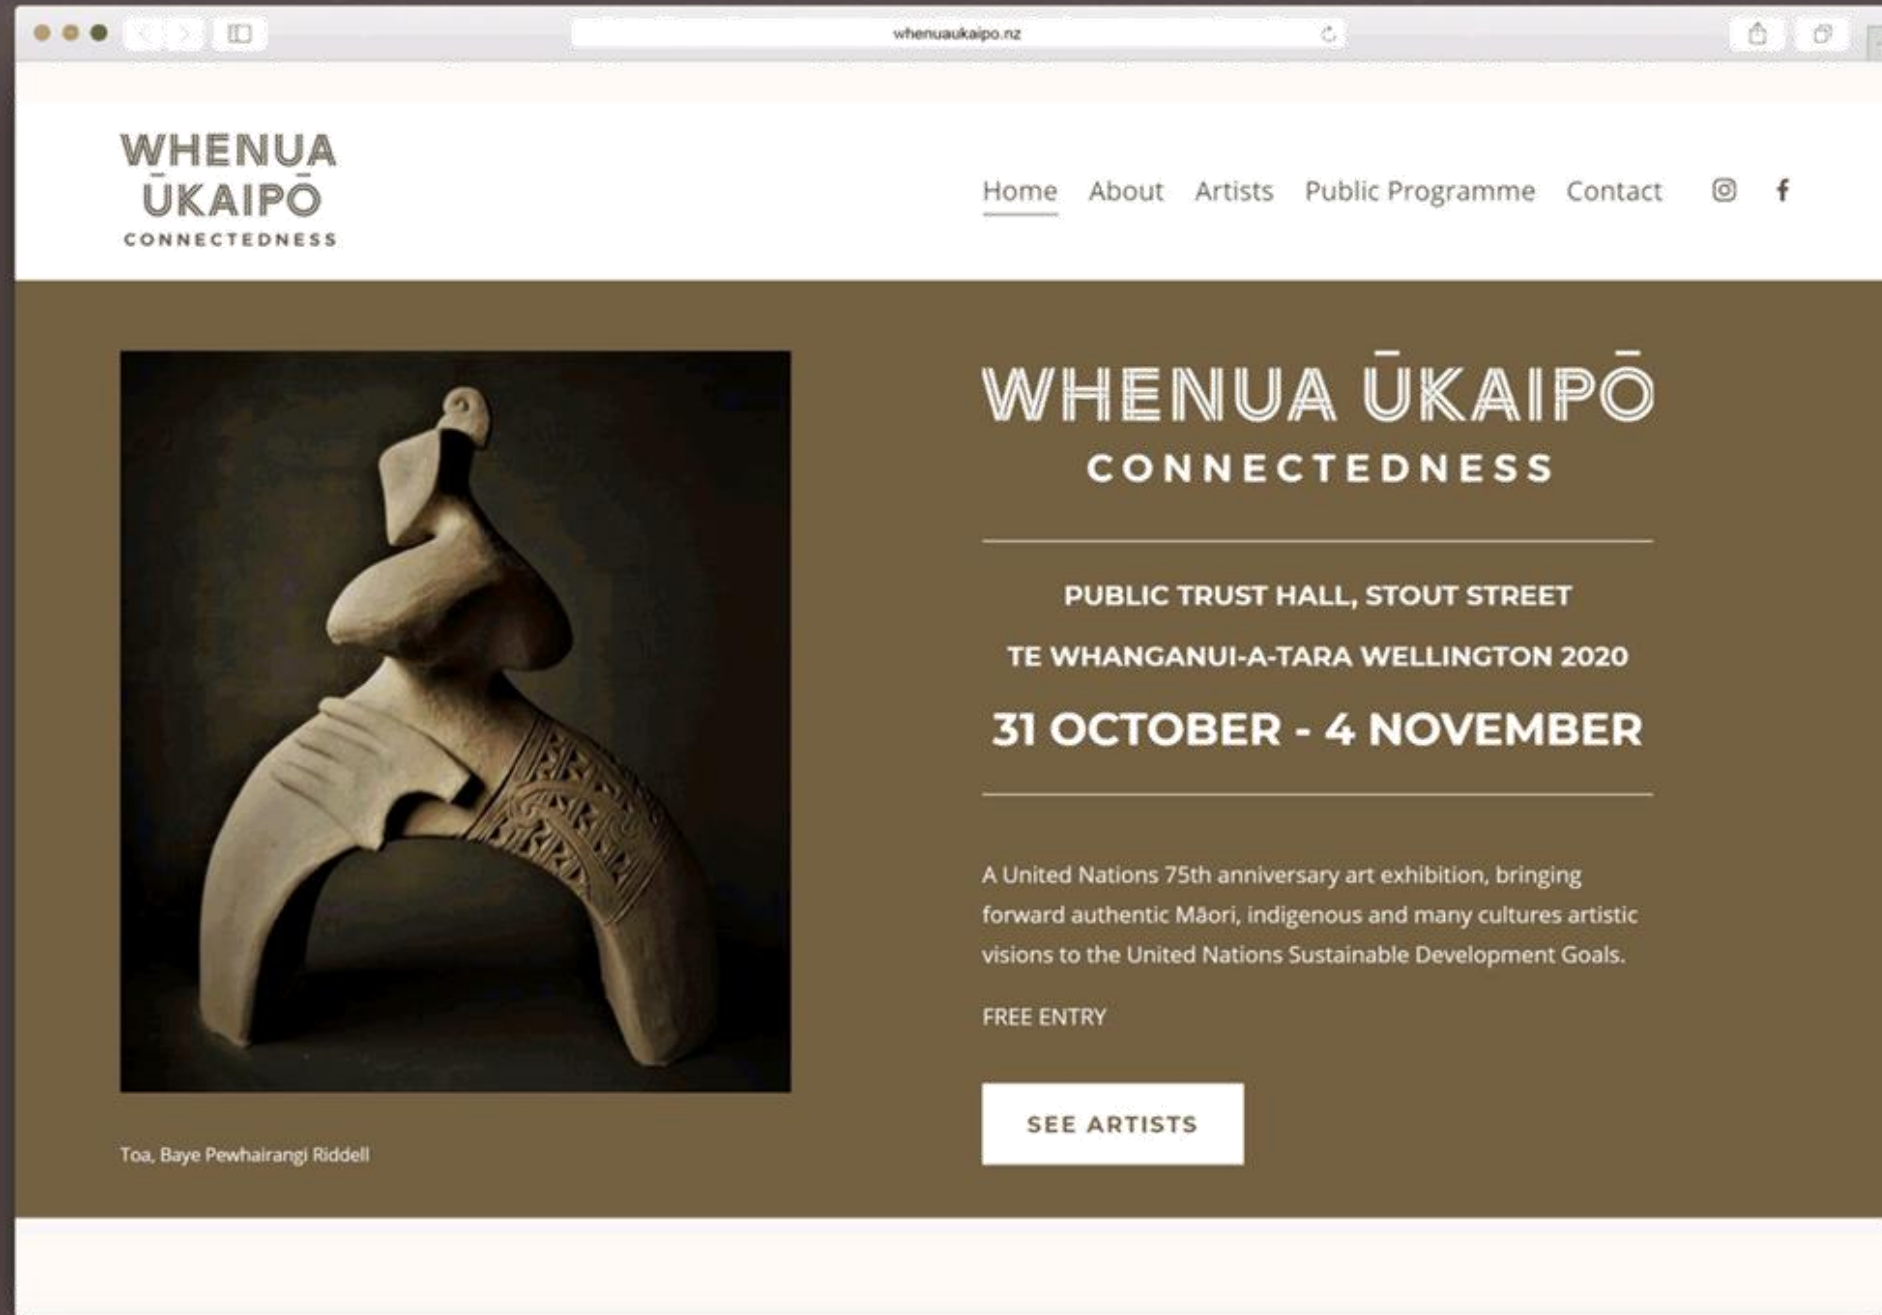 whenuaukaipo.nz
WHENUA
ŪKAIPŌ
CONNECTEDNESS
Home About Artists Public Programme Contact
WHENUA ŪKAIPŌ
CONNECTEDNESS
PUBLIC TRUST HALL, STOUT STREET
TE WHANGANUI-A-TARA WELLINGTON 2020
31 OCTOBER - 4 NOVEMBER
A United Nations 75th anniversary art exhibition, bringing
forward authentic Māori, indigenous and many cultures artistic
visions to the United Nations Sustainable Development Goals.
FREE ENTRY
SEE ARTISTS
Toa, Baye Pewhairangi Riddell